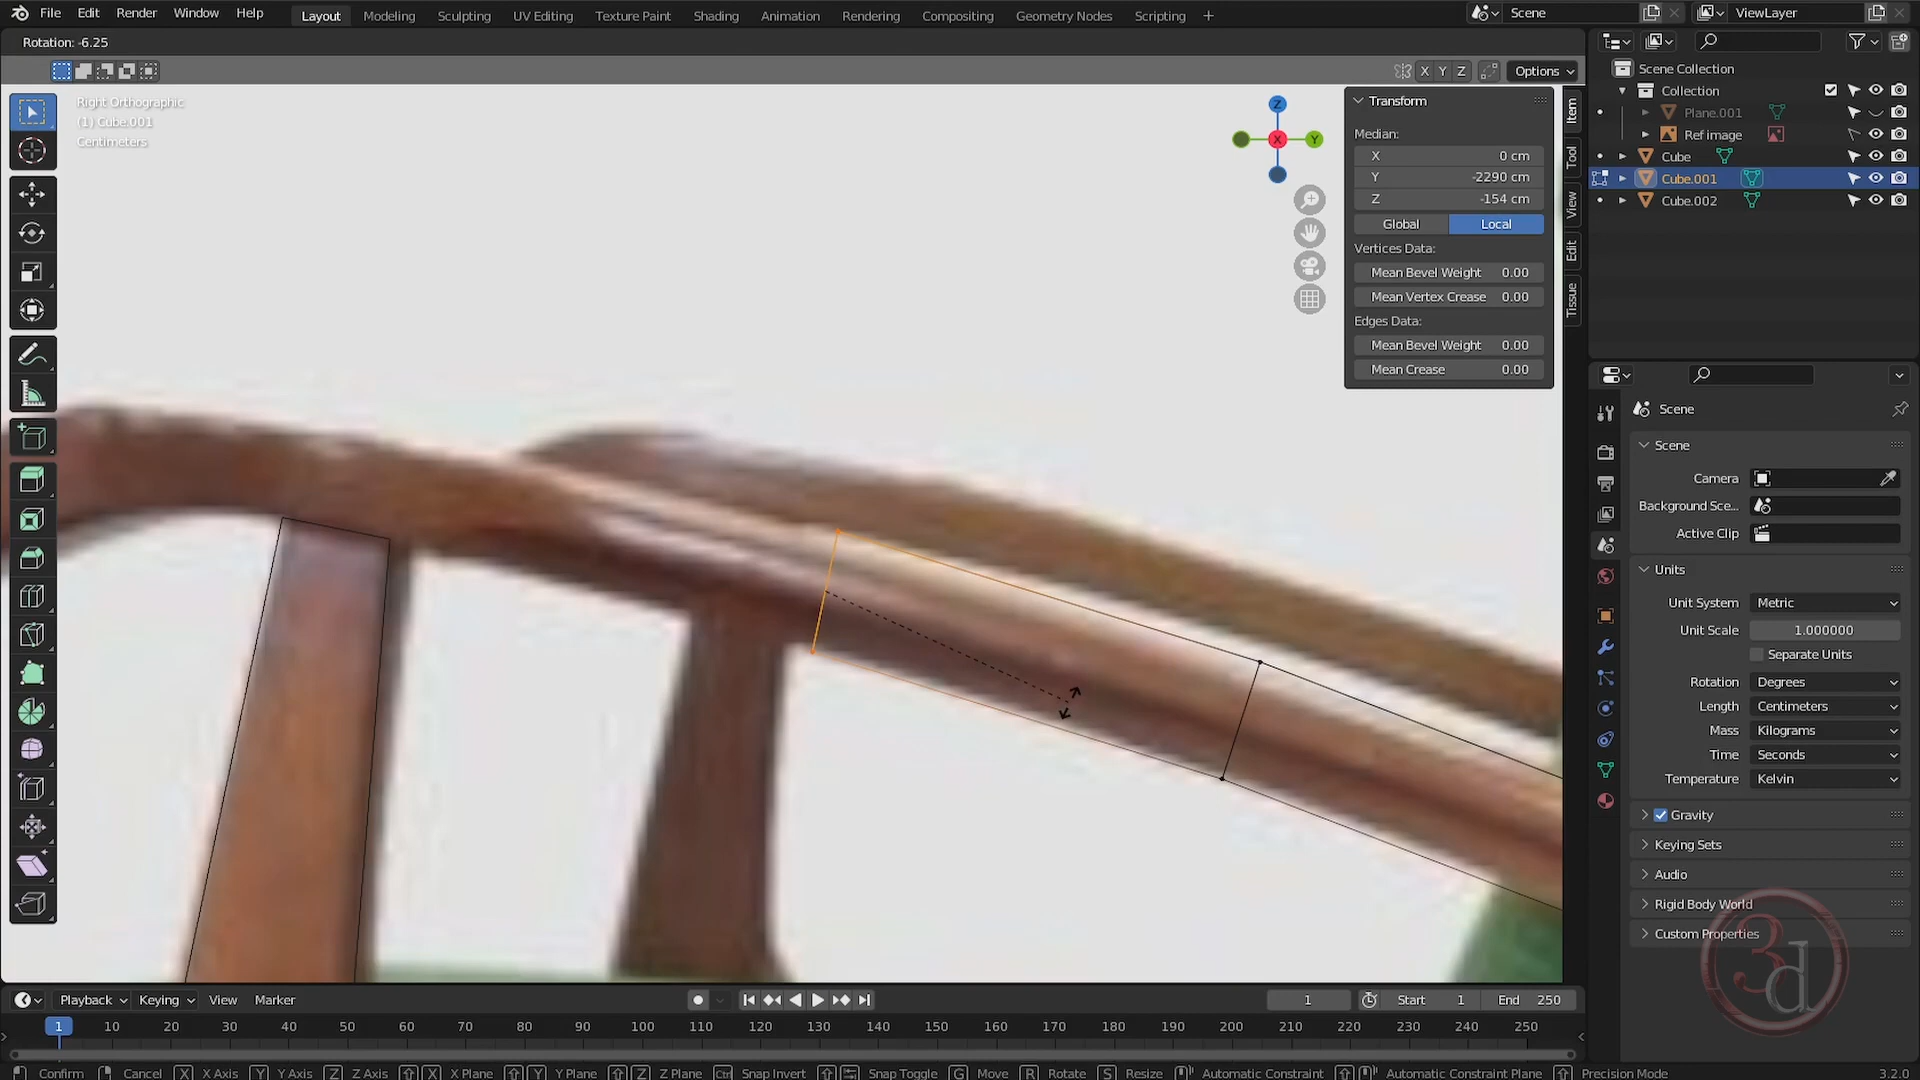 File Edit Render Window Help Layout Modeling Sculpting UV Editing Texture Paint Shading Animation Rendering Compositing Geometry Nodes Scripting + Scene ViewLayer
Rotation: -6.25
X Y Z Options
Right Orthographic
(1) Cube.001
Centimeters
Z
X
Y
Transform
Median:
X 0 cm
Y -2290 cm
Z -154 cm
Global Local
Vertices Data:
Mean Bevel Weight 0.00
Mean Vertex Crease 0.00
Edges Data:
Mean Bevel Weight 0.00
Mean Crease 0.00
Item
Tool
View
Edit
Tissue
Scene Collection
Collection
Plane.001
Ref image
Cube
Cube.001
Cube.002
Scene
Scene
Camera
Background Sce...
Active Clip
Units
Unit System Metric
Unit Scale 1.000000
Separate Units
Rotation Degrees
Length Centimeters
Mass Kilograms
Time Seconds
Temperature Kelvin
Gravity
Keying Sets
Audio
Rigid Body World
Custom Properties
3d
Playback Keying View Marker 1 Start 1 End 250
1 10 20 30 40 50 60 70 80 90 100 110 120 130 140 150 160 170 180 190 200 210 220 230 240 250
Confirm Cancel X X Axis Y Y Axis Z Z Axis X X Plane Y Y Plane Z Z Plane Ctrl Snap Invert Snap Toggle G Move R Rotate S Resize Automatic Constraint Automatic Constraint Plane Precision Mode 3.2.0